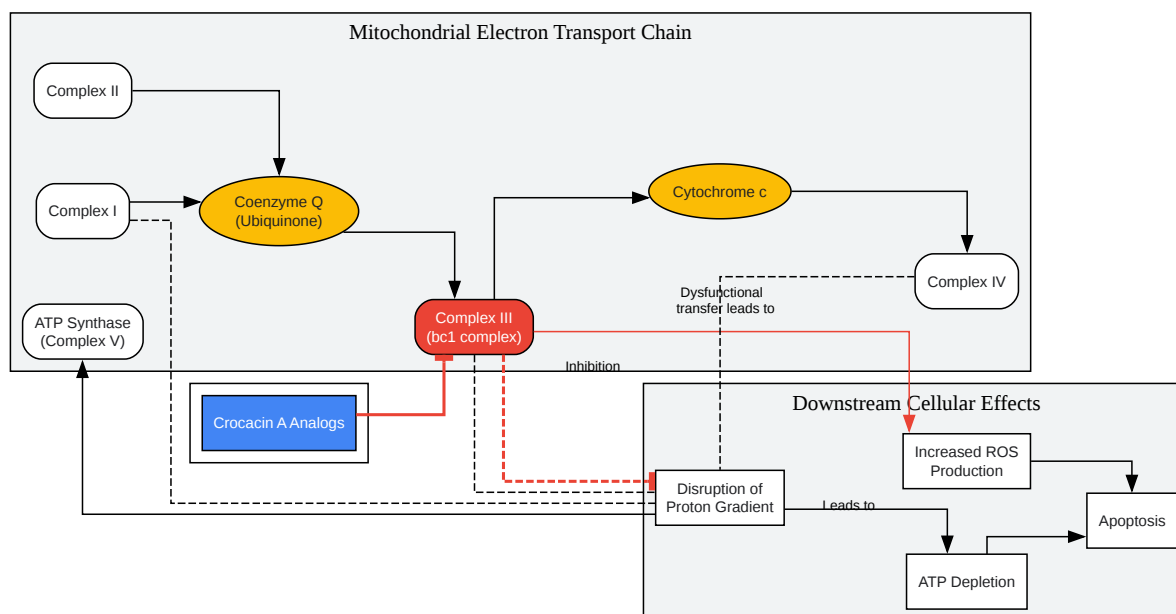 Mitochondrial Electron Transport Chain
Complex II
Complex I
Coenzyme Q
(Ubiquinone)
Cytochrome c
Complex IV
Dysfunctional
transfer leads to
ATP Synthase
(Complex V)
Complex III
(bc1 complex)
Inhibition
Crocacin A Analogs
Downstream Cellular Effects
Increased ROS
Production
Disruption of
Proton Gradient
Leads to
Apoptosis
ATP Depletion